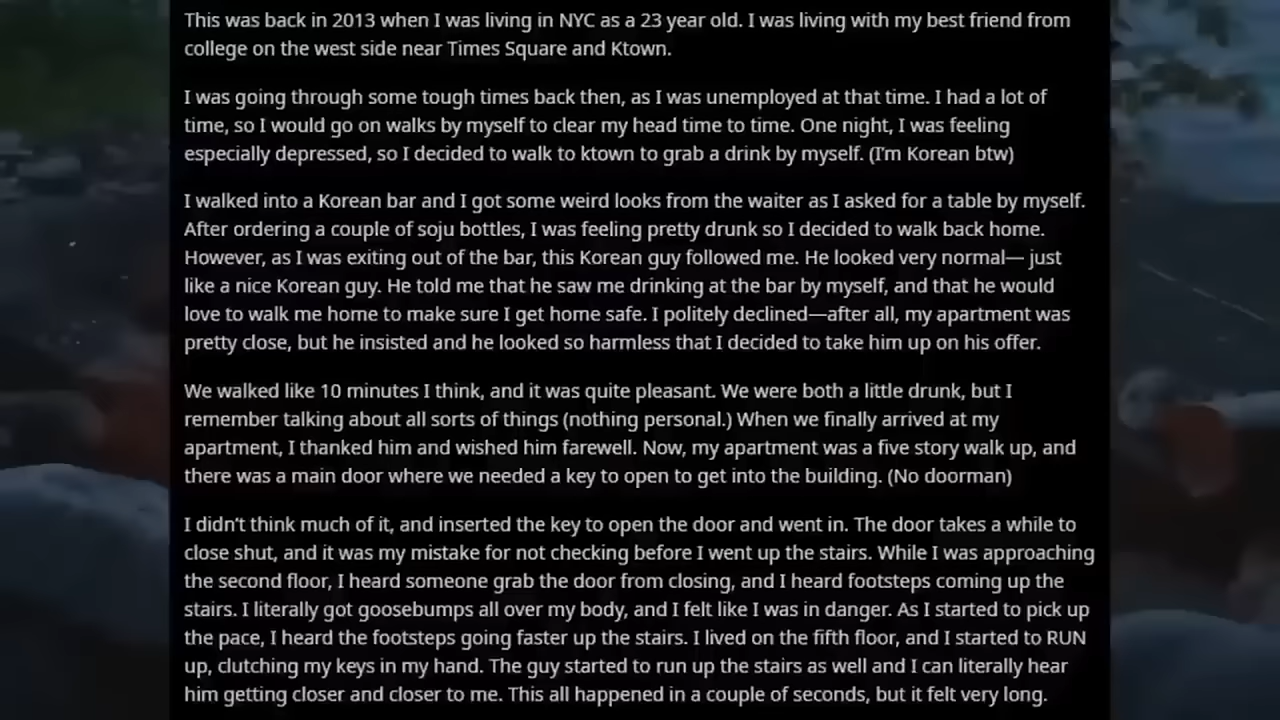 This was back in 2013 when I was living in NYC as a 23 year old. I was living with my best friend from
college on the west side near Times Square and Ktown.
I was going through some tough times back then, as I was unemployed at that time. I had a lot of
time, so I would go on walks by myself to clear my head time to time. One night, I was feeling
especially depressed, so I decided to walk to ktown to grab a drink by myself. (I'm Korean btw)
I walked into a Korean bar and I got some weird looks from the waiter as I asked for a table by myself.
After ordering a couple of soju bottles, I was feeling pretty drunk so I decided to walk back home.
However, as I was exiting out of the bar, this Korean guy followed me. He looked very normal— just
like a nice Korean guy. He told me that he saw me drinking at the bar by myself, and that he would
love to walk me home to make sure I get home safe. I politely declined—after all, my apartment was
pretty close, but he insisted and he looked so harmless that I decided to take him up on his offer.
We walked like 10 minutes I think, and it was quite pleasant. We were both a little drunk, but I
remember talking about all sorts of things (nothing personal.) When we finally arrived at my
apartment, I thanked him and wished him farewell. Now, my apartment was a five story walk up, and
there was a main door where we needed a key to open to get into the building. (No doorman)
I didn't think much of it, and inserted the key to open the door and went in. The door takes a while to
close shut, and it was my mistake for not checking before I went up the stairs. While I was approaching
the second floor, I heard someone grab the door from closing, and I heard footsteps coming up the
stairs. I literally got goosebumps all over my body, and I felt like I was in danger. As I started to pick up
the pace, I heard the footsteps going faster up the stairs. I lived on the fifth floor, and I started to RUN
up, clutching my keys in my hand. The guy started to run up the stairs as well and I can literally hear
him getting closer and closer to me. This all happened in a couple of seconds, but it felt very long.